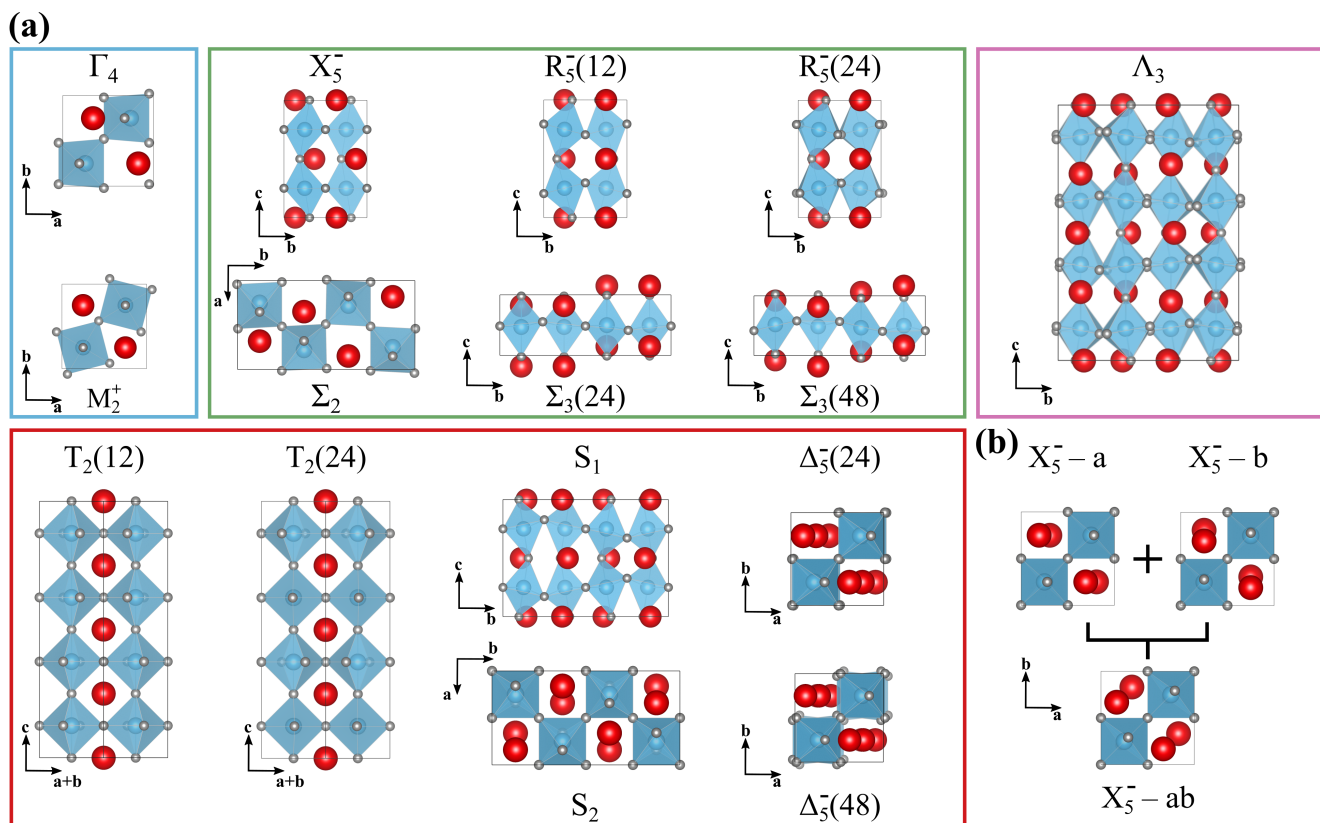 (a)
Γ₄
b
a
b
a
M₂⁺
X₅⁻
R₅⁻(12)
R₅⁻(24)
c
b
c
b
c
b
b
a
c
b
c
b
Σ₂
Σ₃(24)
Σ₃(48)
Λ₃
c
b
T₂(12)
T₂(24)
S₁
Δ₅⁻(24)
c
a+b
c
a+b
c
b
b
a
b
a
b
a
S₂
Δ₅⁻(48)
(b)
X₅⁻ – a
X₅⁻ – b
+
b
a
X₅⁻ – ab